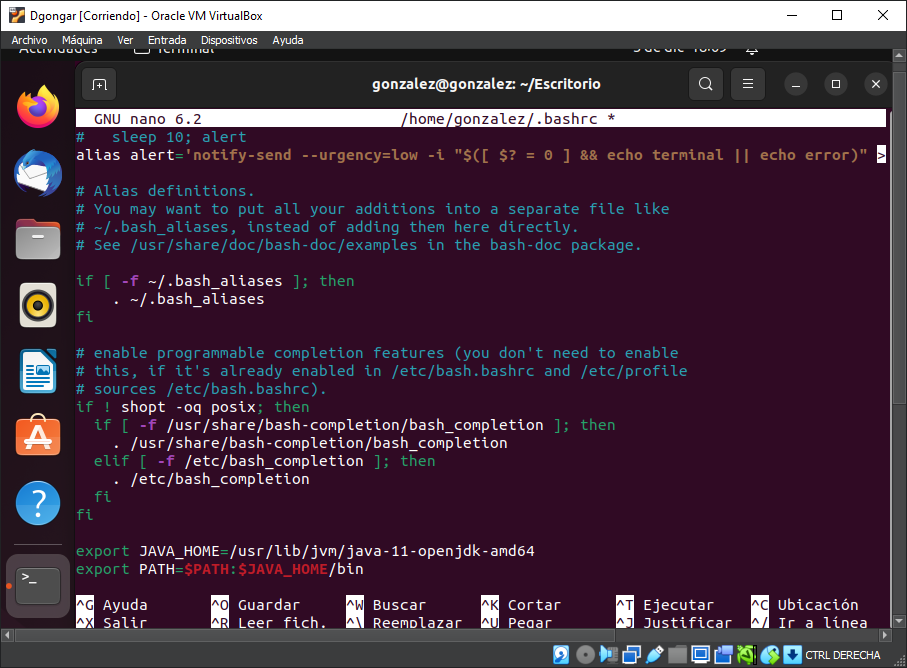 Dgongar [Corriendo] - Oracle VM VirtualBox
Archivo Máquina Ver Entrada Dispositivos Ayuda
Actividades Terminal 5 de dic 18:09
gonzalez@gonzalez: ~/Escritorio
GNU nano 6.2 /home/gonzalez/.bashrc *
#   sleep 10; alert
alias alert='notify-send --urgency=low -i "$([ $? = 0 ] && echo terminal || echo error)" >
# Alias definitions.
# You may want to put all your additions into a separate file like
# ~/.bash_aliases, instead of adding them here directly.
# See /usr/share/doc/bash-doc/examples in the bash-doc package.
if [ -f ~/.bash_aliases ]; then
    . ~/.bash_aliases
fi
# enable programmable completion features (you don't need to enable
# this, if it's already enabled in /etc/bash.bashrc and /etc/profile
# sources /etc/bash.bashrc).
if ! shopt -oq posix; then
  if [ -f /usr/share/bash-completion/bash_completion ]; then
    . /usr/share/bash-completion/bash_completion
  elif [ -f /etc/bash_completion ]; then
    . /etc/bash_completion
  fi
fi
export JAVA_HOME=/usr/lib/jvm/java-11-openjdk-amd64
export PATH=$PATH:$JAVA_HOME/bin
^G Ayuda ^O Guardar ^W Buscar ^K Cortar ^T Ejecutar ^C Ubicación
^X Salir ^R Leer fich. ^\ Reemplazar ^U Pegar ^J Justificar ^/ Ir a línea
CTRL DERECHA